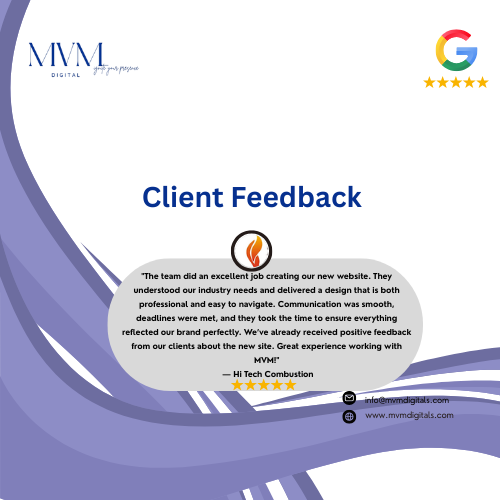 MVM
DIGITAL
ignite your presence
Client Feedback
"The team did an excellent job creating our new website. They
understood our industry needs and delivered a design that is both
professional and easy to navigate. Communication was smooth,
deadlines were met, and they took the time to ensure everything
reflected our brand perfectly. We've already received positive feedback
from our clients about the new site. Great experience working with
MVM!"
— Hi Tech Combustion
info@mvmdigitals.com
www.mvmdigitals.com